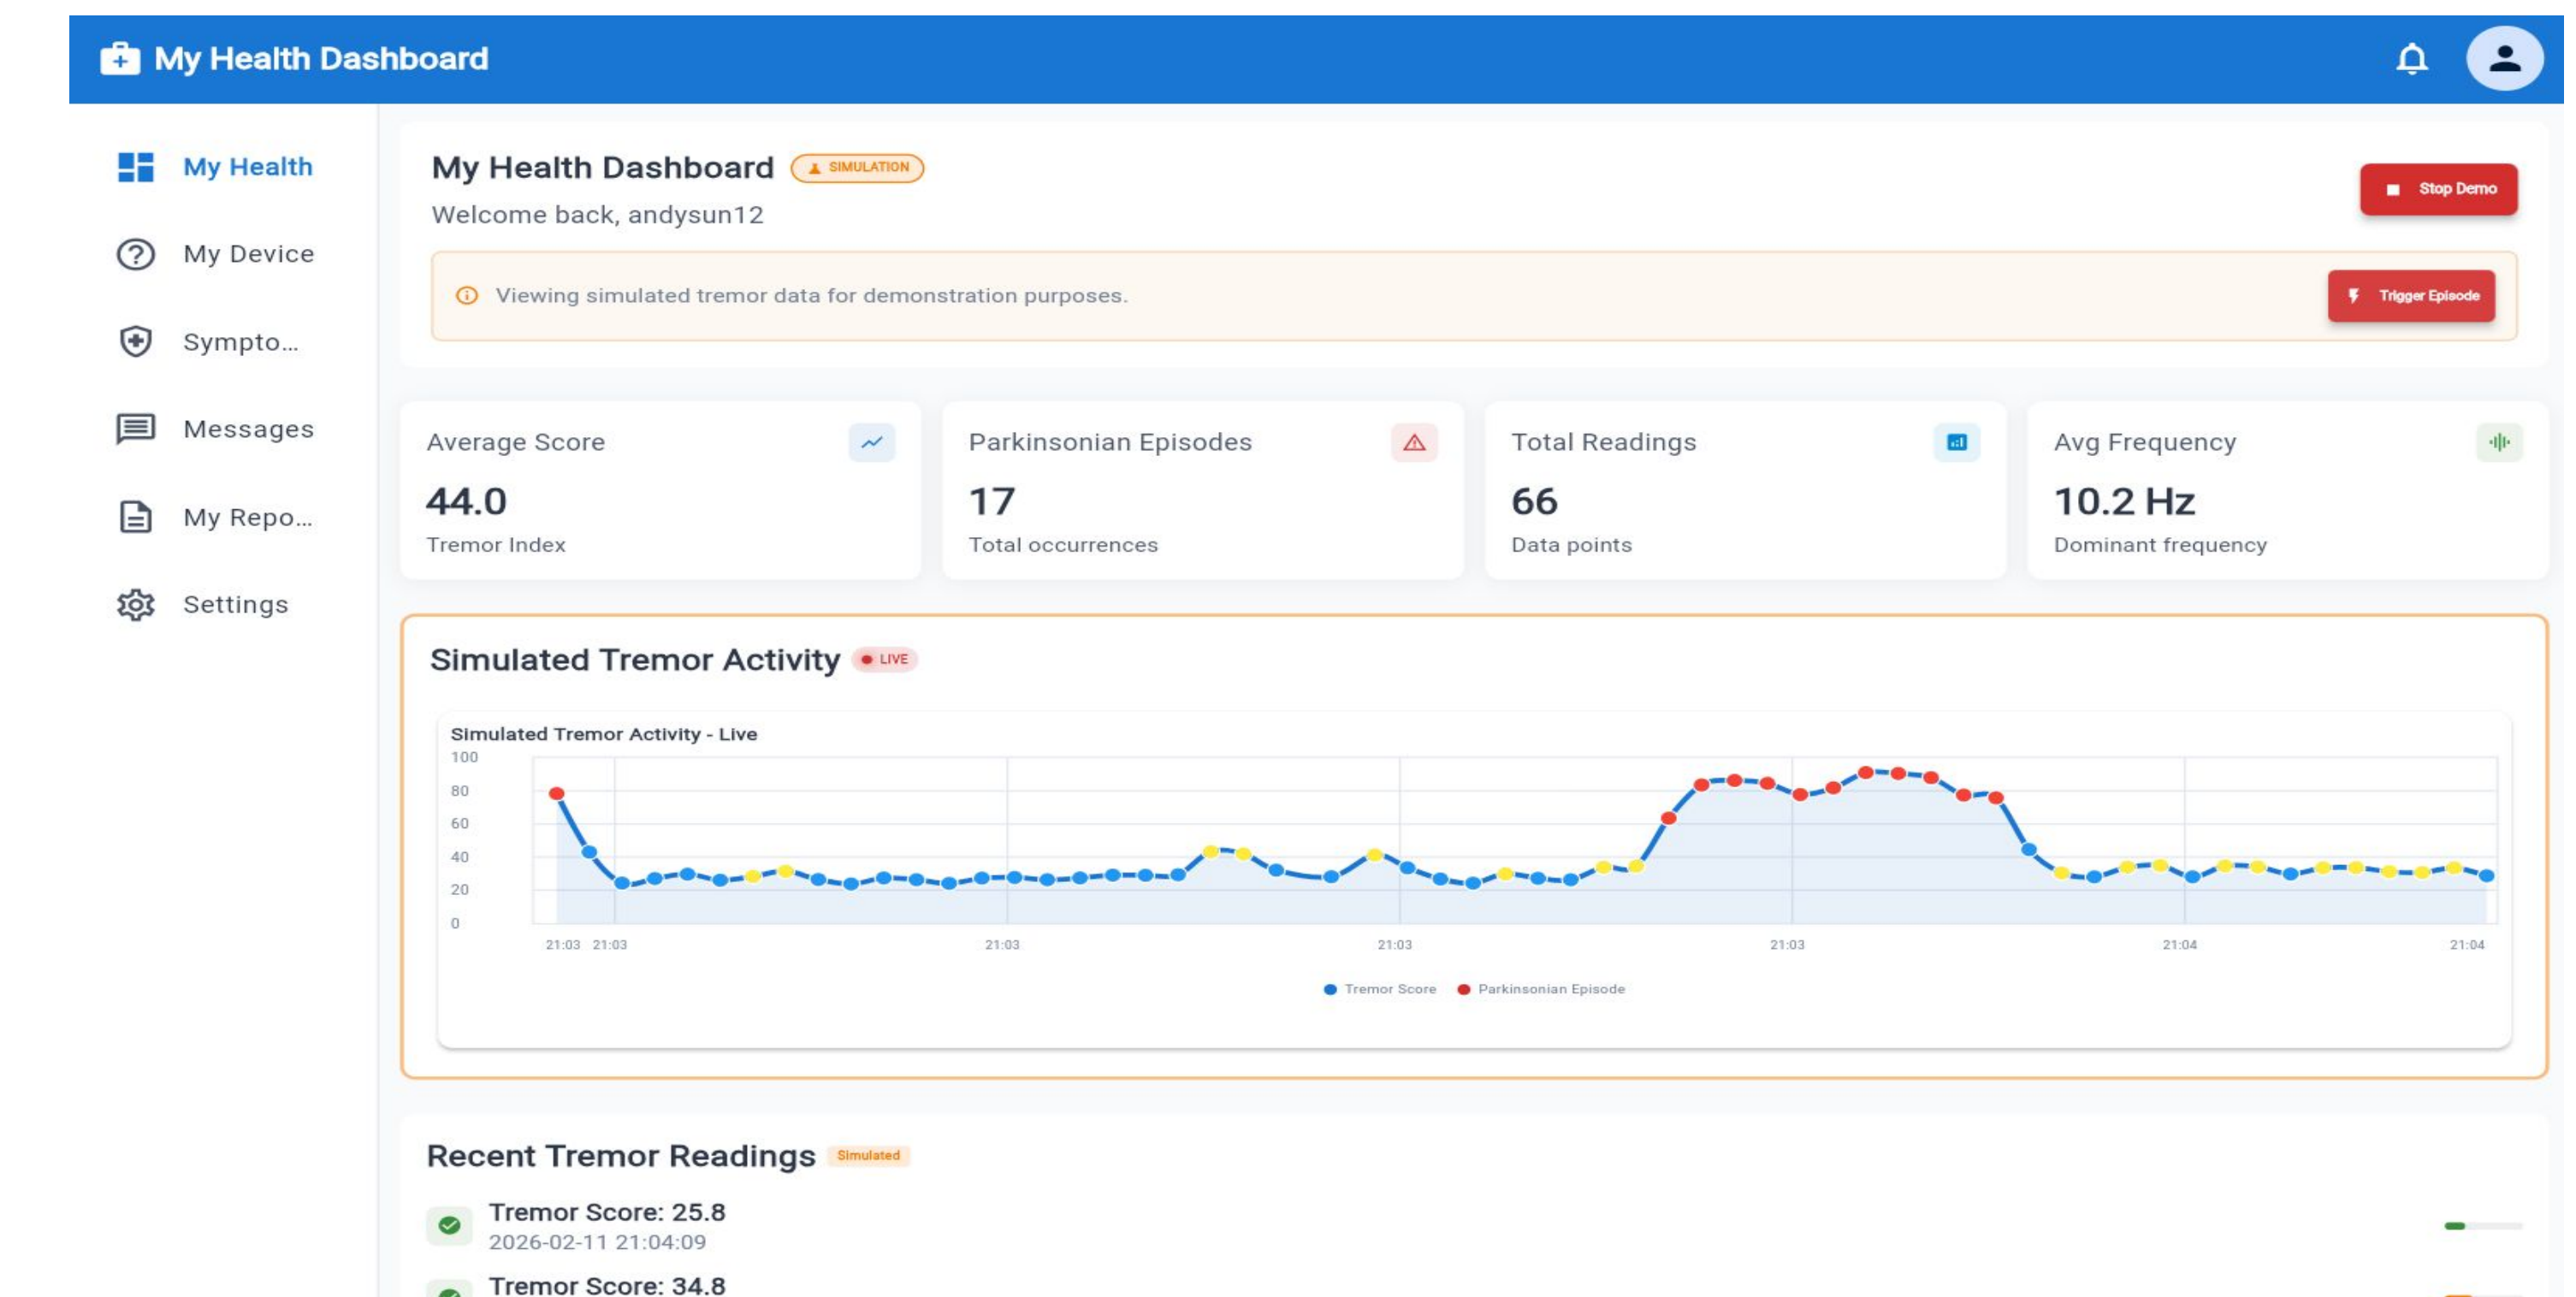 My Health Dashboard
My Health
My Device
Sympto...
Messages
My Repo...
Settings
My Health Dashboard SIMULATION
Welcome back, andysun12
Stop Demo
Viewing simulated tremor data for demonstration purposes.
Trigger Episode
Average Score
44.0
Tremor Index
Parkinsonian Episodes
17
Total occurrences
Total Readings
66
Data points
Avg Frequency
10.2 Hz
Dominant frequency
Simulated Tremor Activity LIVE
Simulated Tremor Activity - Live
100
80
60
40
20
0
21:03 21:03 21:03 21:03 21:03 21:04 21:04
Tremor Score Parkinsonian Episode
Recent Tremor Readings Simulated
Tremor Score: 25.8
2026-02-11 21:04:09
Tremor Score: 34.8